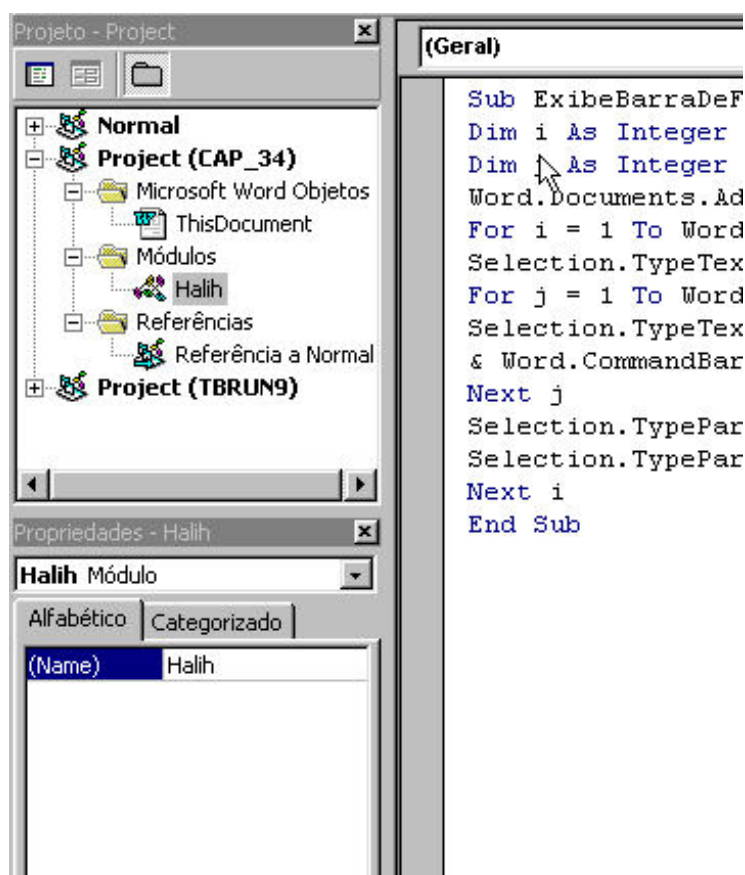 Projeto - Project
Normal
Project (CAP_34)
Microsoft Word Objetos
ThisDocument
Módulos
Halih
Referências
Referência a Normal
Project (TBRUN9)
Propriedades - Halih
Halih Módulo
Alfabético
Categorizado
(Name) Halih
(Geral)
Sub ExibeBarraDeF
Dim i As Integer
Dim As Integer
Word.Documents.Ad
For i = 1 To Word
Selection.TypeTex
For j = 1 To Word
Selection.TypeTex
& Word.CommandBar
Next j
Selection.TypePar
Selection.TypePar
Next i
End Sub